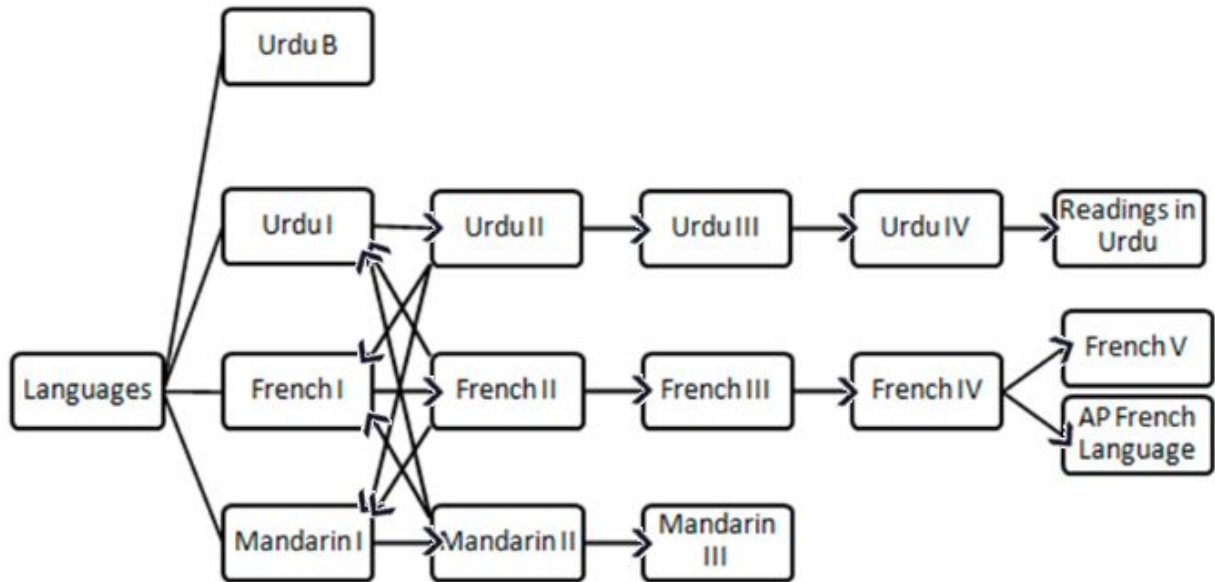 Urdu B
Urdu I
Urdu II
Urdu III
Urdu IV
Readings in
Urdu
Languages
French I
French II
French III
French IV
French V
AP French
Language
Mandarin I
Mandarin II
Mandarin
III